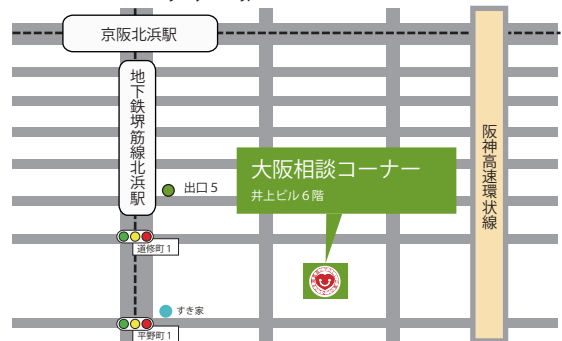 京阪北浜駅
地下鉄堺筋線北浜駅
阪神高速環状線
大阪相談コーナー
井上ビル６階
出口５
道修町１
すき家
平野町１